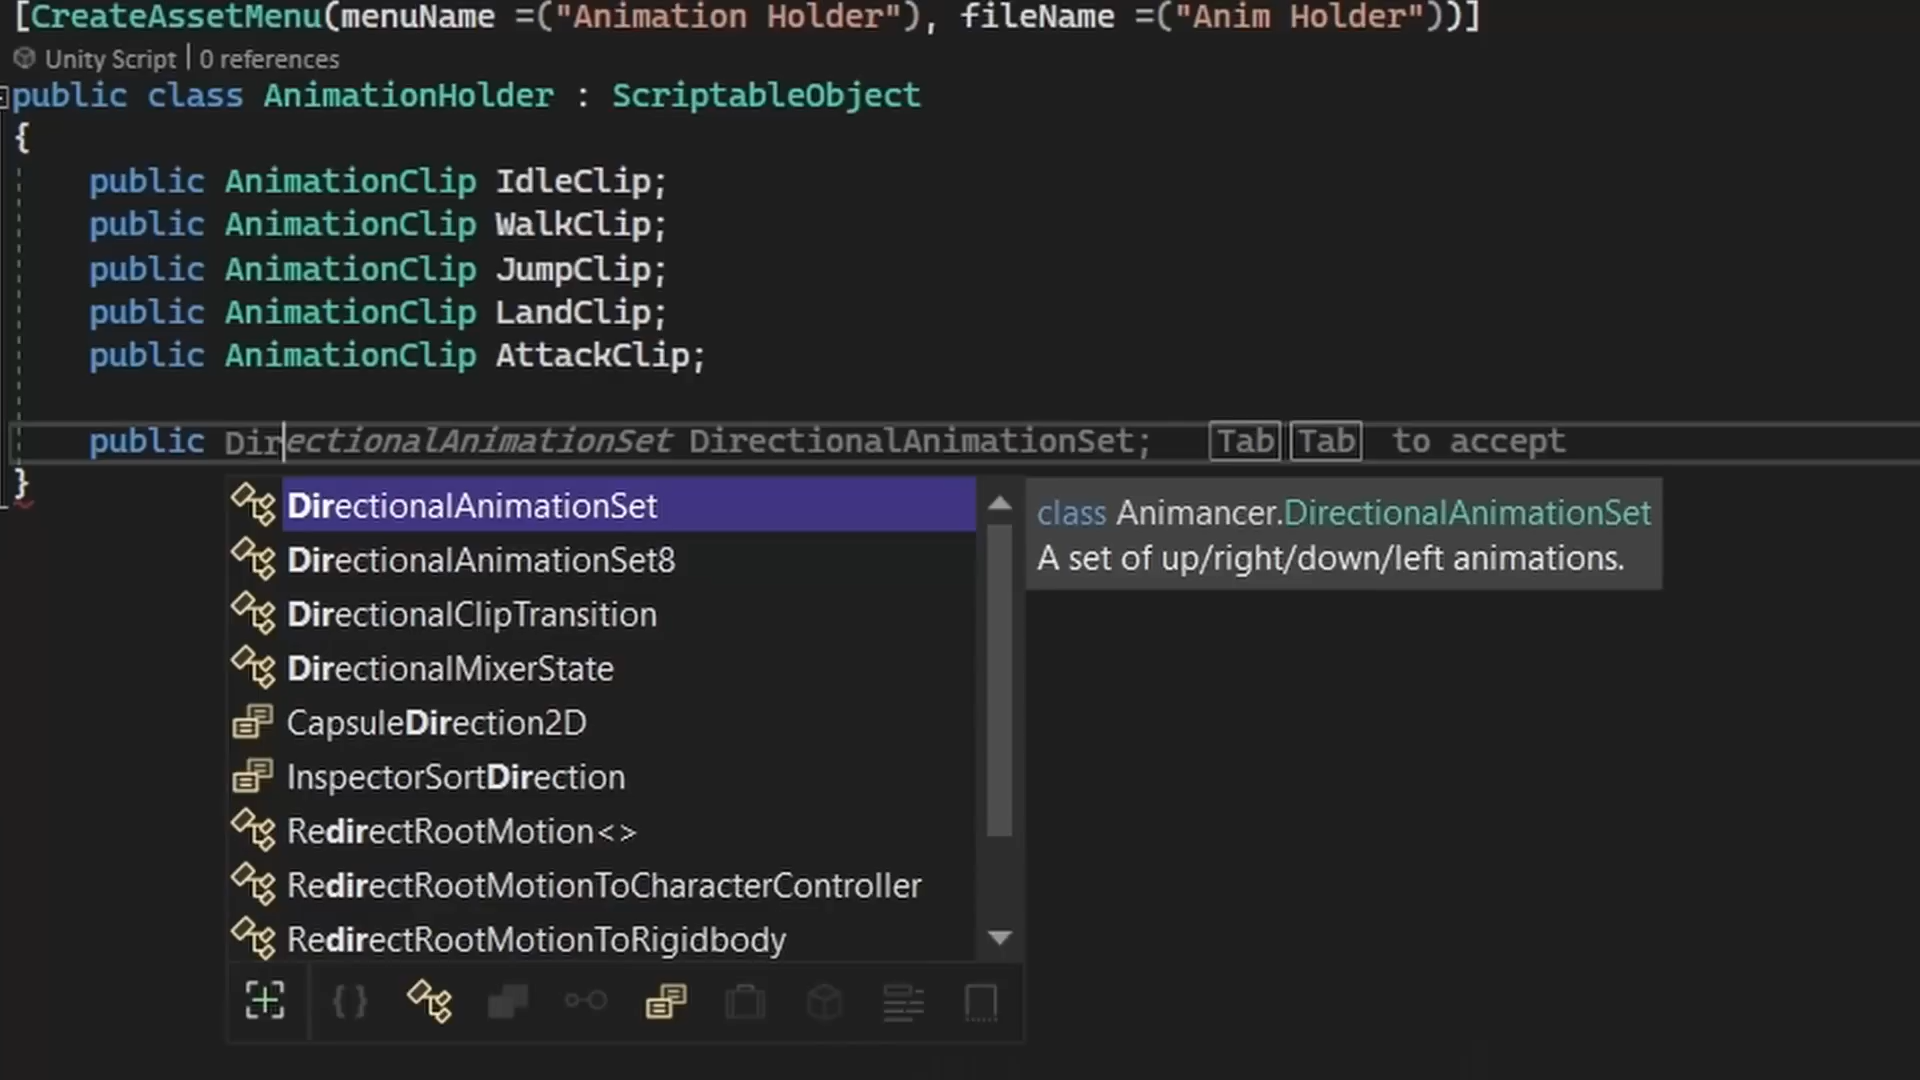 [CreateAssetMenu(menuName =("Animation Holder"), fileName =("Anim Holder"))]
Unity Script | 0 references
public class AnimationHolder : ScriptableObject
{
public AnimationClip IdleClip;
public AnimationClip WalkClip;
public AnimationClip JumpClip;
public AnimationClip LandClip;
public AnimationClip AttackClip;
public DirectionalAnimationSet DirectionalAnimationSet; Tab Tab to accept
}
DirectionalAnimationSet
DirectionalAnimationSet8
DirectionalClipTransition
DirectionalMixerState
CapsuleDirection2D
InspectorSortDirection
RedirectRootMotion<>
RedirectRootMotionToCharacterController
RedirectRootMotionToRigidbody
class Animancer.DirectionalAnimationSet
A set of up/right/down/left animations.